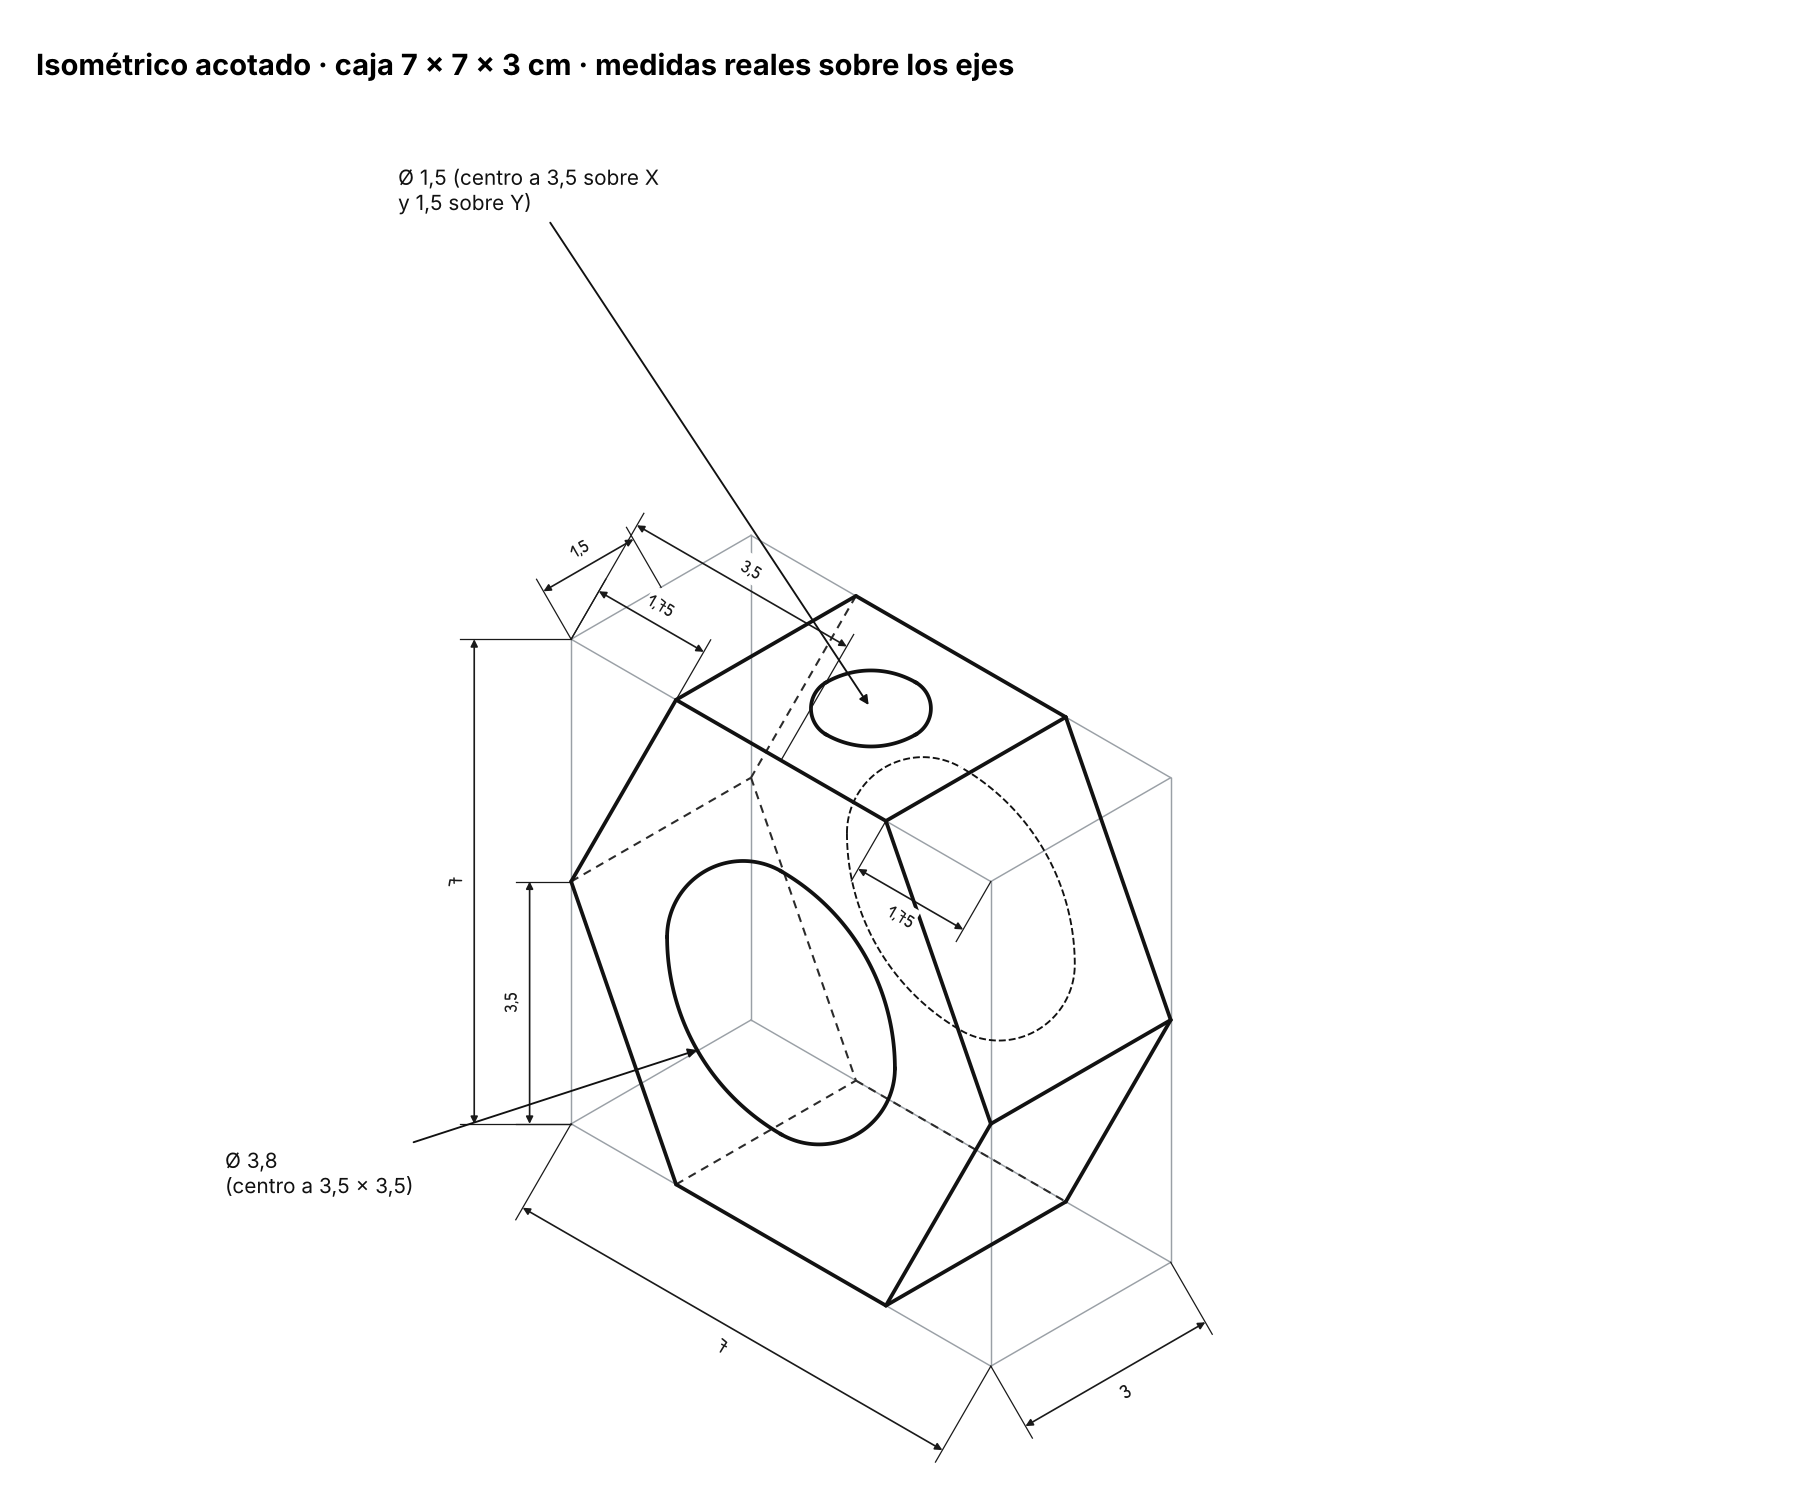 Isométrico acotado · caja 7 × 7 × 3 cm · medidas reales sobre los ejes
Ø 1,5 (centro a 3,5 sobre X
y 1,5 sobre Y)
1,5
3,5
1,75
7
1,75
3,5
Ø 3,8
(centro a 3,5 × 3,5)
7
3